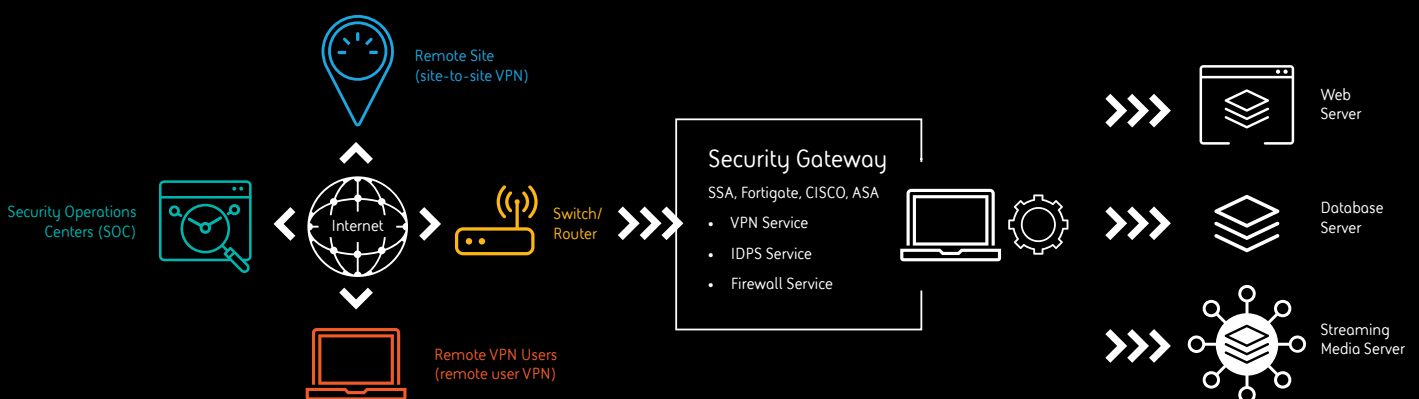 Remote Site
(site-to-site VPN)
Security Operations
Centers (SOC)
Internet
Switch/
Router
Remote VPN Users
(remote user VPN)
Security Gateway
SSA, Fortigate, CISCO, ASA
• VPN Service
• IDPS Service
• Firewall Service
Web
Server
Database
Server
Streaming
Media Server